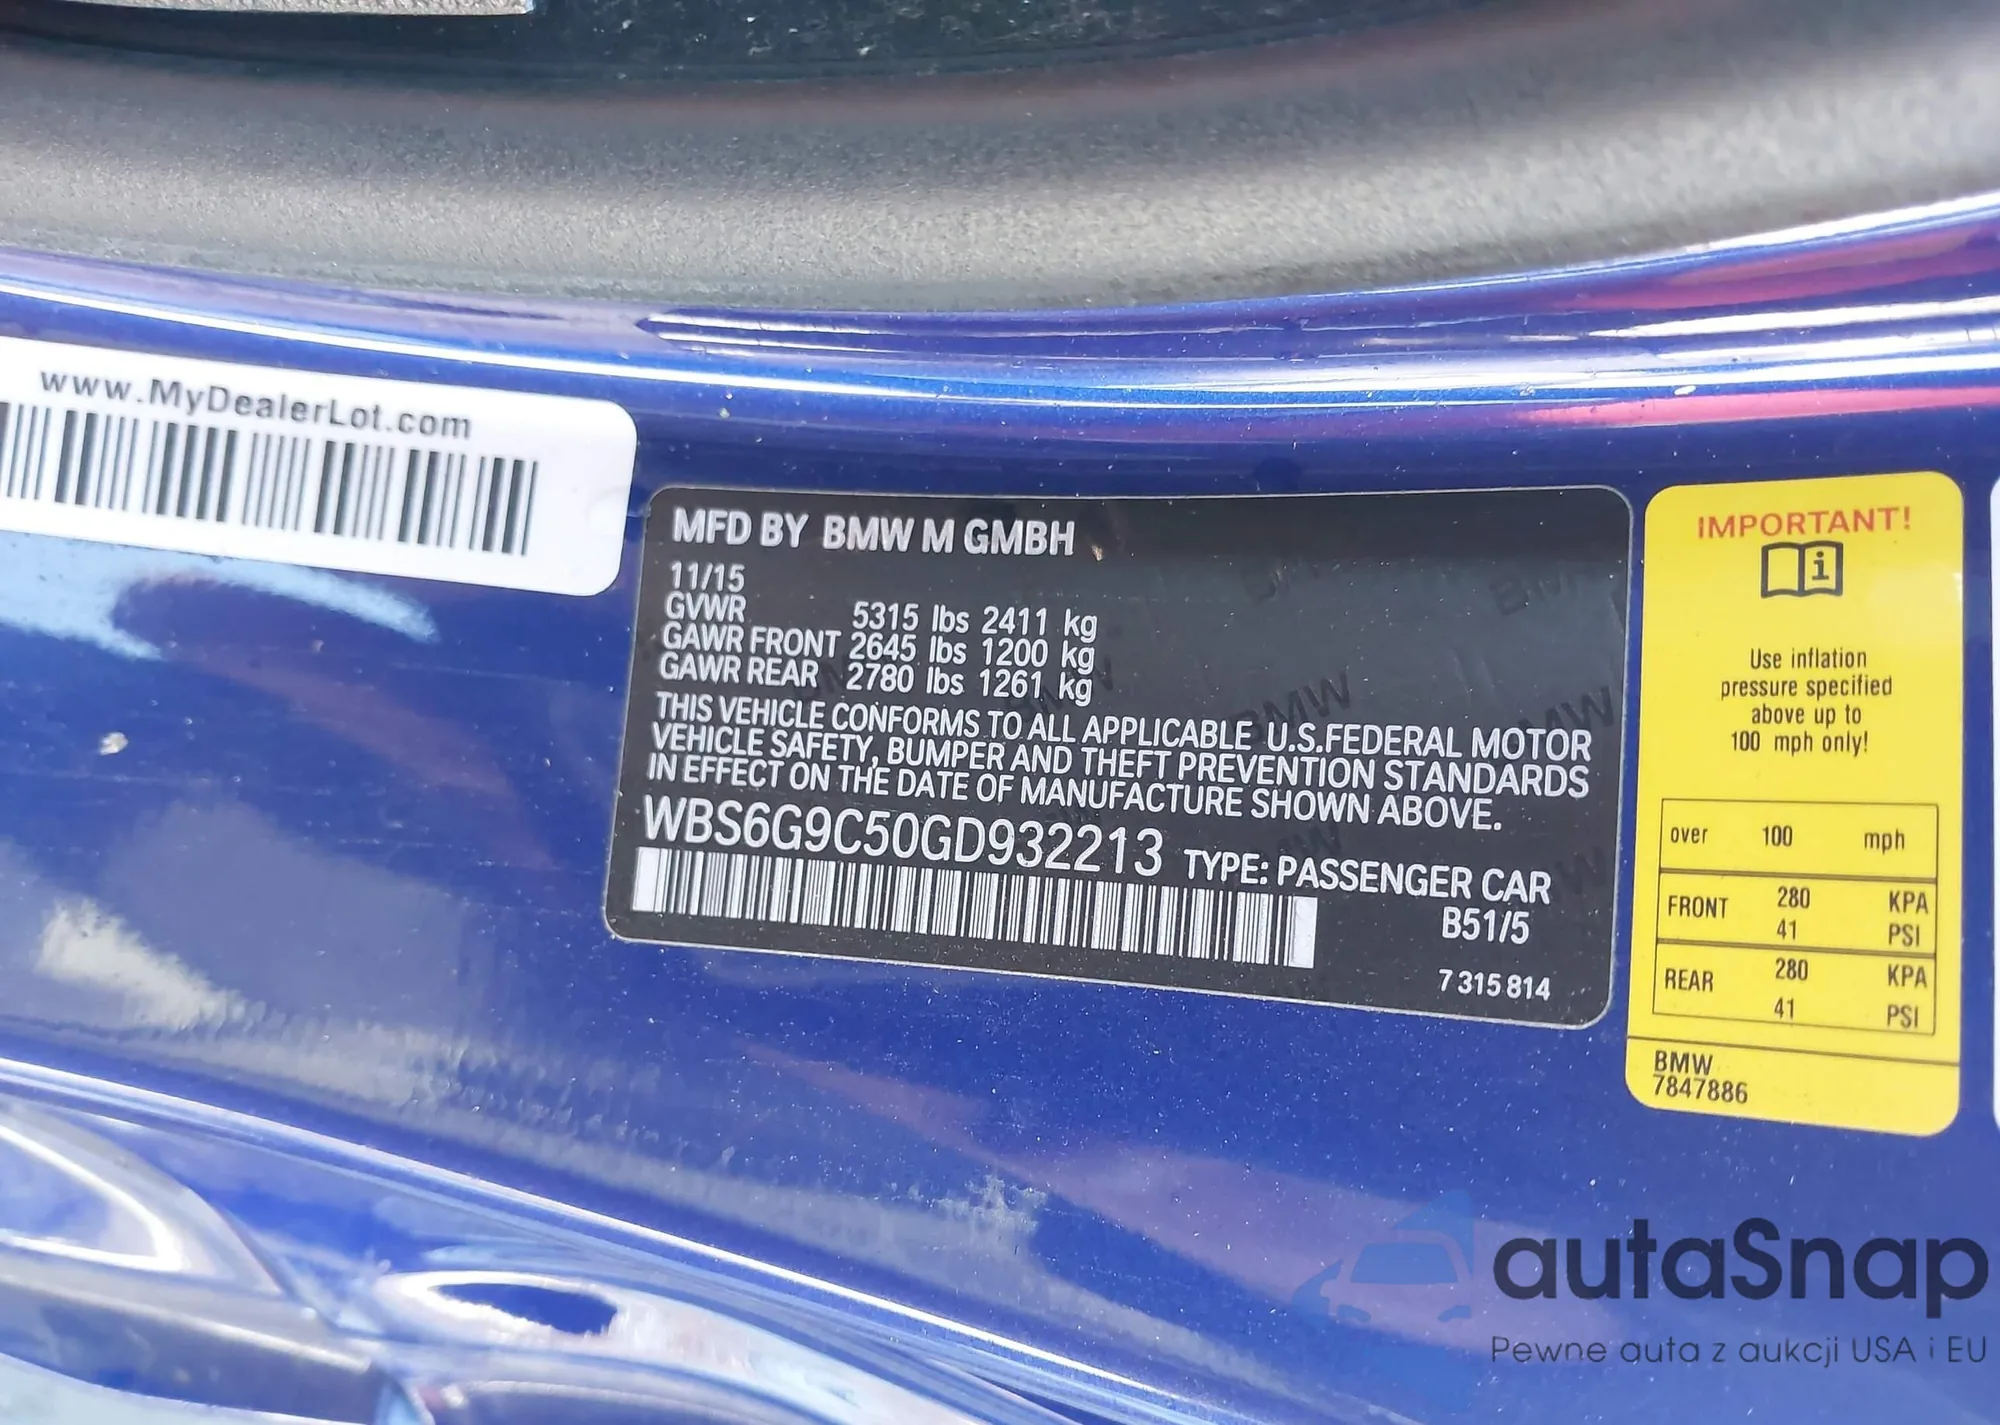 www.MyDealerLot.com
MFD BY BMW M GMBH
11/15
GVWR 5315 lbs 2411 kg
GAWR FRONT 2645 lbs 1200 kg
GAWR REAR 2780 lbs 1261 kg
THIS VEHICLE CONFORMS TO ALL APPLICABLE U.S.FEDERAL MOTOR
VEHICLE SAFETY, BUMPER AND THEFT PREVENTION STANDARDS
IN EFFECT ON THE DATE OF MANUFACTURE SHOWN ABOVE.
WBS6G9C50GD932213 TYPE: PASSENGER CAR
B51/5
7 315 814
IMPORTANT!
i
Use inflation
pressure specified
above up to
100 mph only!
over 100 mph
FRONT 280 KPA
41 PSI
REAR 280 KPA
41 PSI
BMW
7847886
autaSnap
Pewne auta z aukcji USA i EU